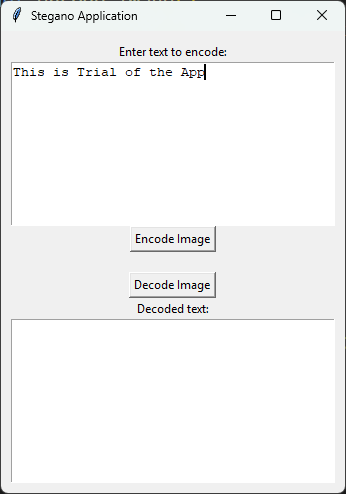 Stegano Application
Enter text to encode:
This is Trial of the App
Encode Image
Decode Image
Decoded text: